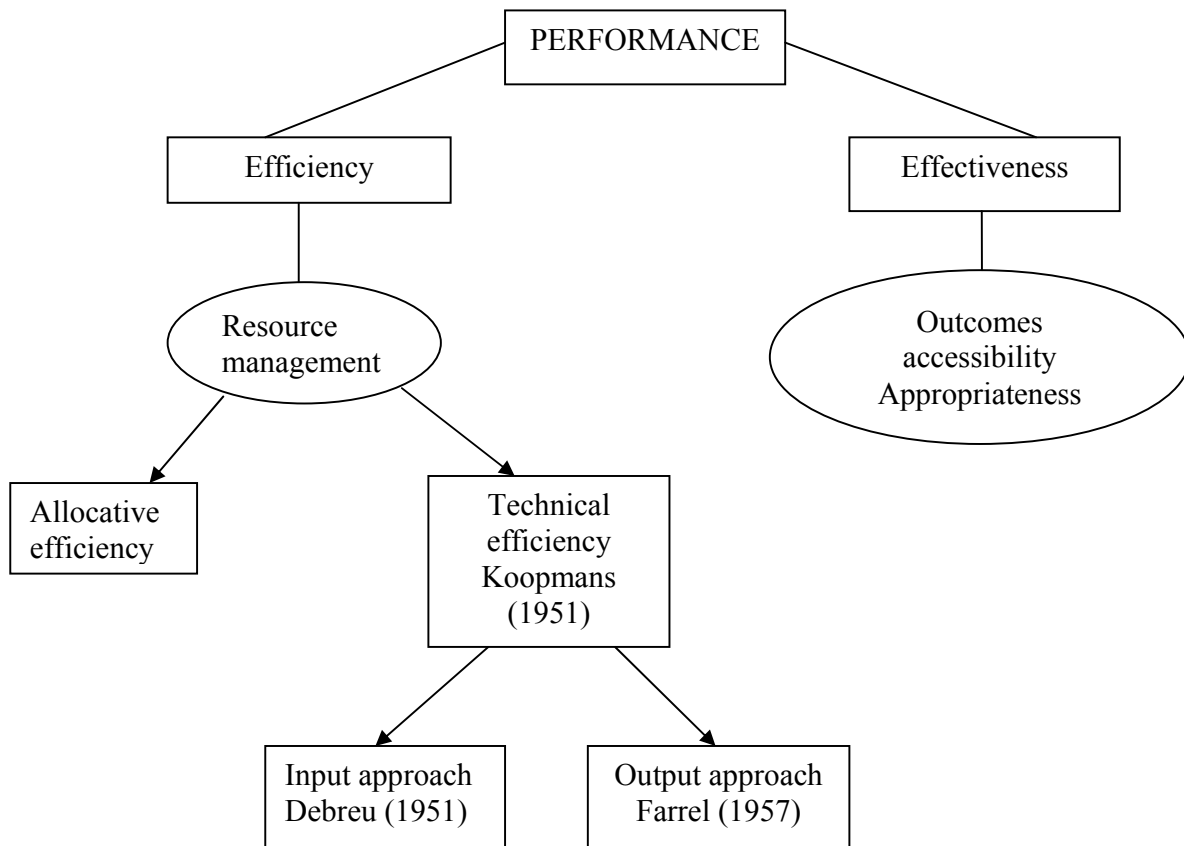 PERFORMANCE
Efficiency
Effectiveness
Resource
management
Outcomes
accessibility
Appropriateness
Allocative
efficiency
Technical
efficiency
Koopmans
(1951)
Input approach
Debreu (1951)
Output approach
Farrel (1957)